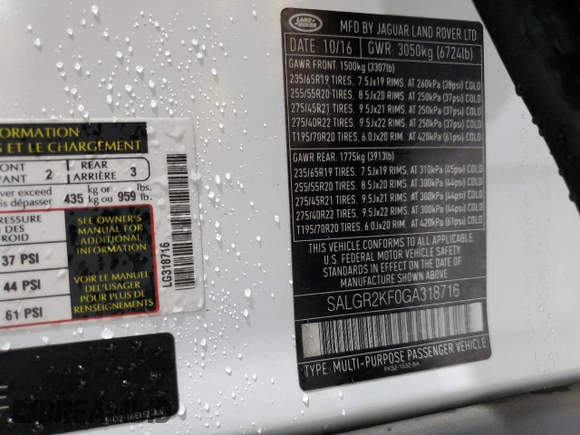 LAND ROVER
MFD BY JAGUAR LAND ROVER LTD
DATE: 10/16 GWR: 3050kg (6724lb)
GAWR FRONT: 1500kg (3307lb)
235/65R19 TIRES. 7.5Jx19 RIMS. AT 260kPa (38psi) COLD
255/55R20 TIRES. 8.5Jx20 RIMS. AT 250kPa (37psi) COLD
275/45R21 TIRES. 9.5Jx21 RIMS. AT 250kPa (37psi) COLD
275/40R22 TIRES. 9.5Jx22 RIMS. AT 250kPa (37psi) COLD
T195/70R20 TIRES. 6.0Jx20 RIM. AT 420kPa (61psi) COLD
GAWR REAR: 1775kg (3913lb)
235/65R19 TIRES. 7.5Jx19 RIMS. AT 310kPa (45psi) COLD
255/55R20 TIRES. 8.5Jx20 RIMS. AT 300kPa (44psi) COLD
275/45R21 TIRES. 9.5Jx21 RIMS. AT 300kPa (44psi) COLD
275/40R22 TIRES. 9.5Jx22 RIMS. AT 300kPa (44psi) COLD
T195/70R20 TIRES. 6.0Jx20 RIM. AT 420kPa (61psi) COLD
THIS VEHICLE CONFORMS TO ALL APPLICABLE
U.S. FEDERAL MOTOR VEHICLE SAFETY
STANDARDS IN EFFECT ON THE DATE OF
MANUFACTURE SHOWN ABOVE.
SALGR2KF0GA318716
TYPE: MULTI-PURPOSE PASSENGER VEHICLE
FK52-1532-BA
FORMATION
S ET LE CHARGEMENT
ONT 2 REAR 3
VANT ARRIÈRE
ver exceed 435 kg or 959 lbs.
is dépasser kg ou lb.
RESSURE
N DES
ROID
37 PSI
44 PSI
61 PSI
SEE OWNER'S
MANUAL FOR
ADDITIONAL
INFORMATION
VOIR LE MANUEL
DE L'USAGER
POUR PLUS DE
RENSEIGNEMENTS
LG318716